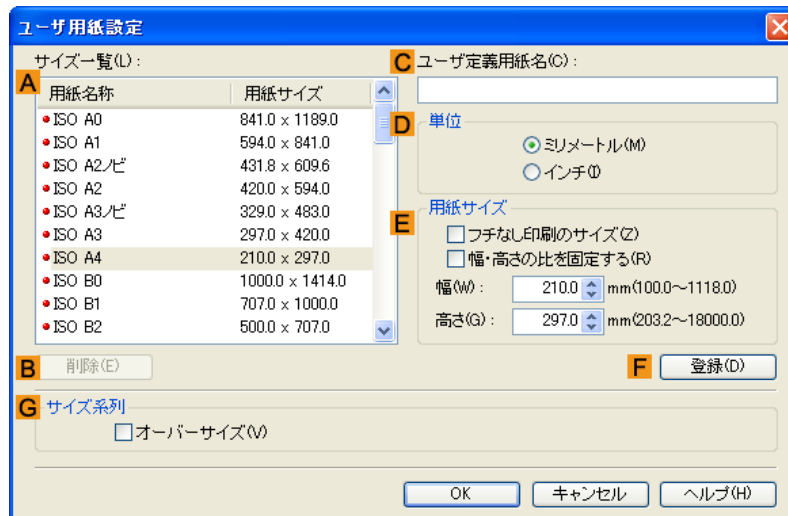 ユーザ用紙設定
サイズ一覧(L):
A
用紙名称 用紙サイズ
ISO A0 841.0 x 1189.0
ISO A1 594.0 x 841.0
ISO A2ノビ 431.8 x 609.6
ISO A2 420.0 x 594.0
ISO A3ノビ 329.0 x 483.0
ISO A3 297.0 x 420.0
ISO A4 210.0 x 297.0
ISO B0 1000.0 x 1414.0
ISO B1 707.0 x 1000.0
ISO B2 500.0 x 707.0
B 削除(E)
C ユーザ定義用紙名(C):
D 単位
ミリメートル(M)
インチ(I)
E 用紙サイズ
フチなし印刷のサイズ(Z)
幅・高さの比を固定する(R)
幅(W): 210.0 mm(100.0～1118.0)
高さ(G): 297.0 mm(203.2～18000.0)
F 登録(D)
G サイズ系列
オーバーサイズ(V)
OK キャンセル ヘルプ(H)